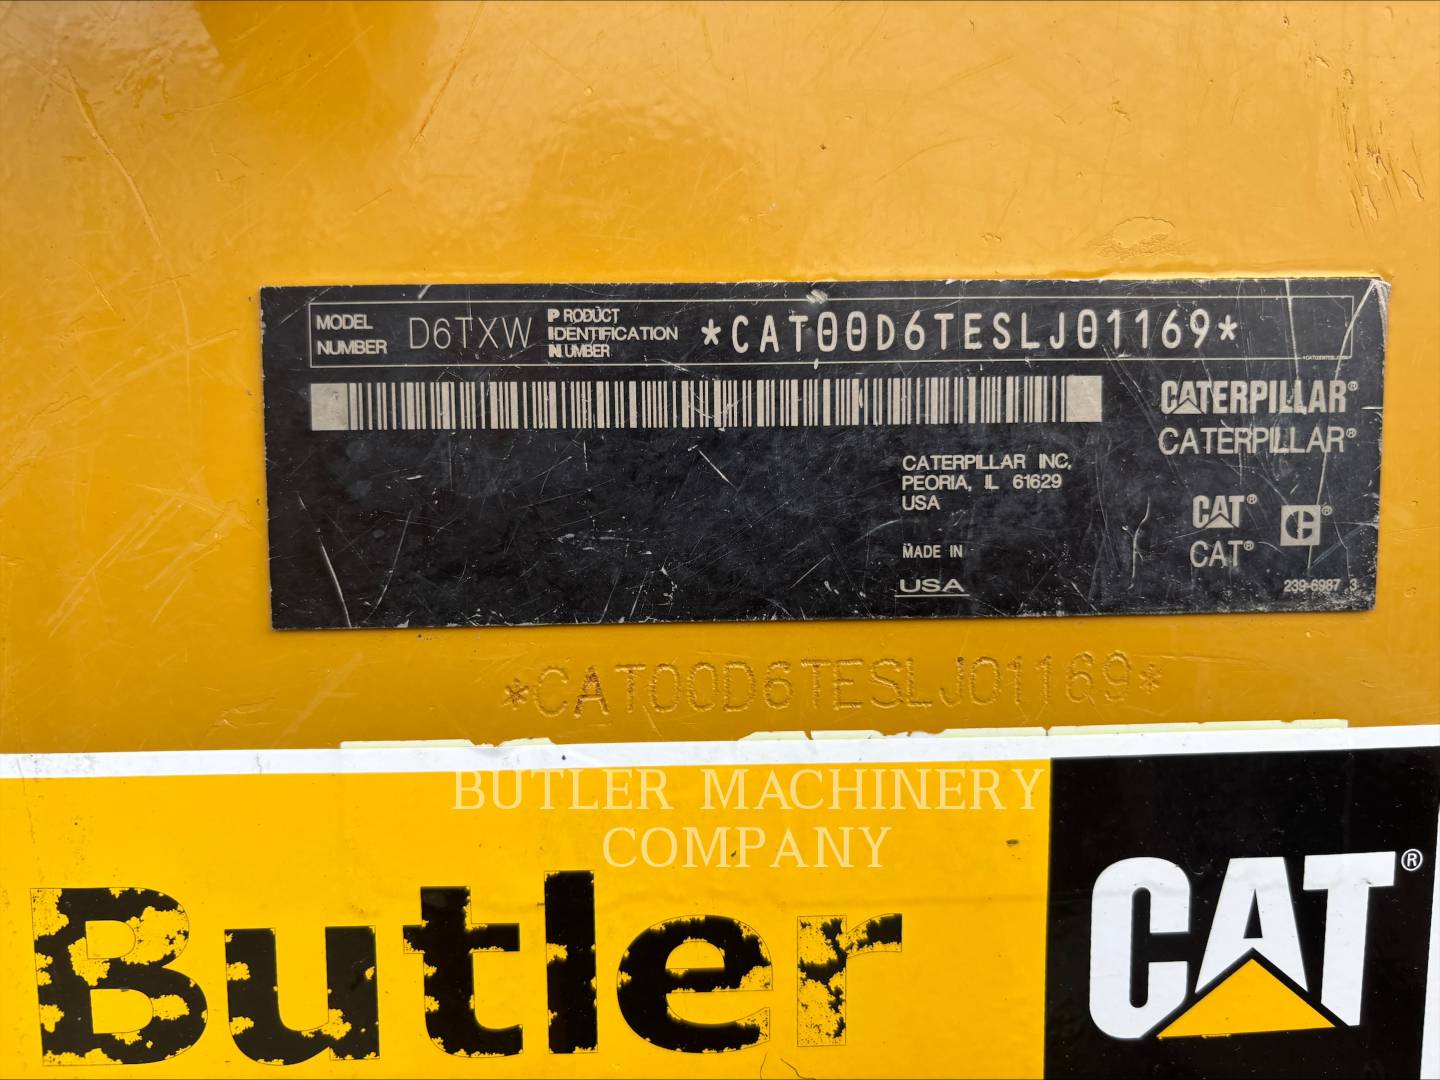 MODEL NUMBER D6TXW PRODUCT IDENTIFICATION NUMBER *CAT00D6TESLJ01169*
CATERPILLAR®
CATERPILLAR®
CATERPILLAR INC.
PEORIA, IL 61629
USA
CAT®
CAT®
MADE IN
USA
239-6987 3
*CAT00D6TESLJ01169*
BUTLER MACHINERY
COMPANY
Butler
CAT®